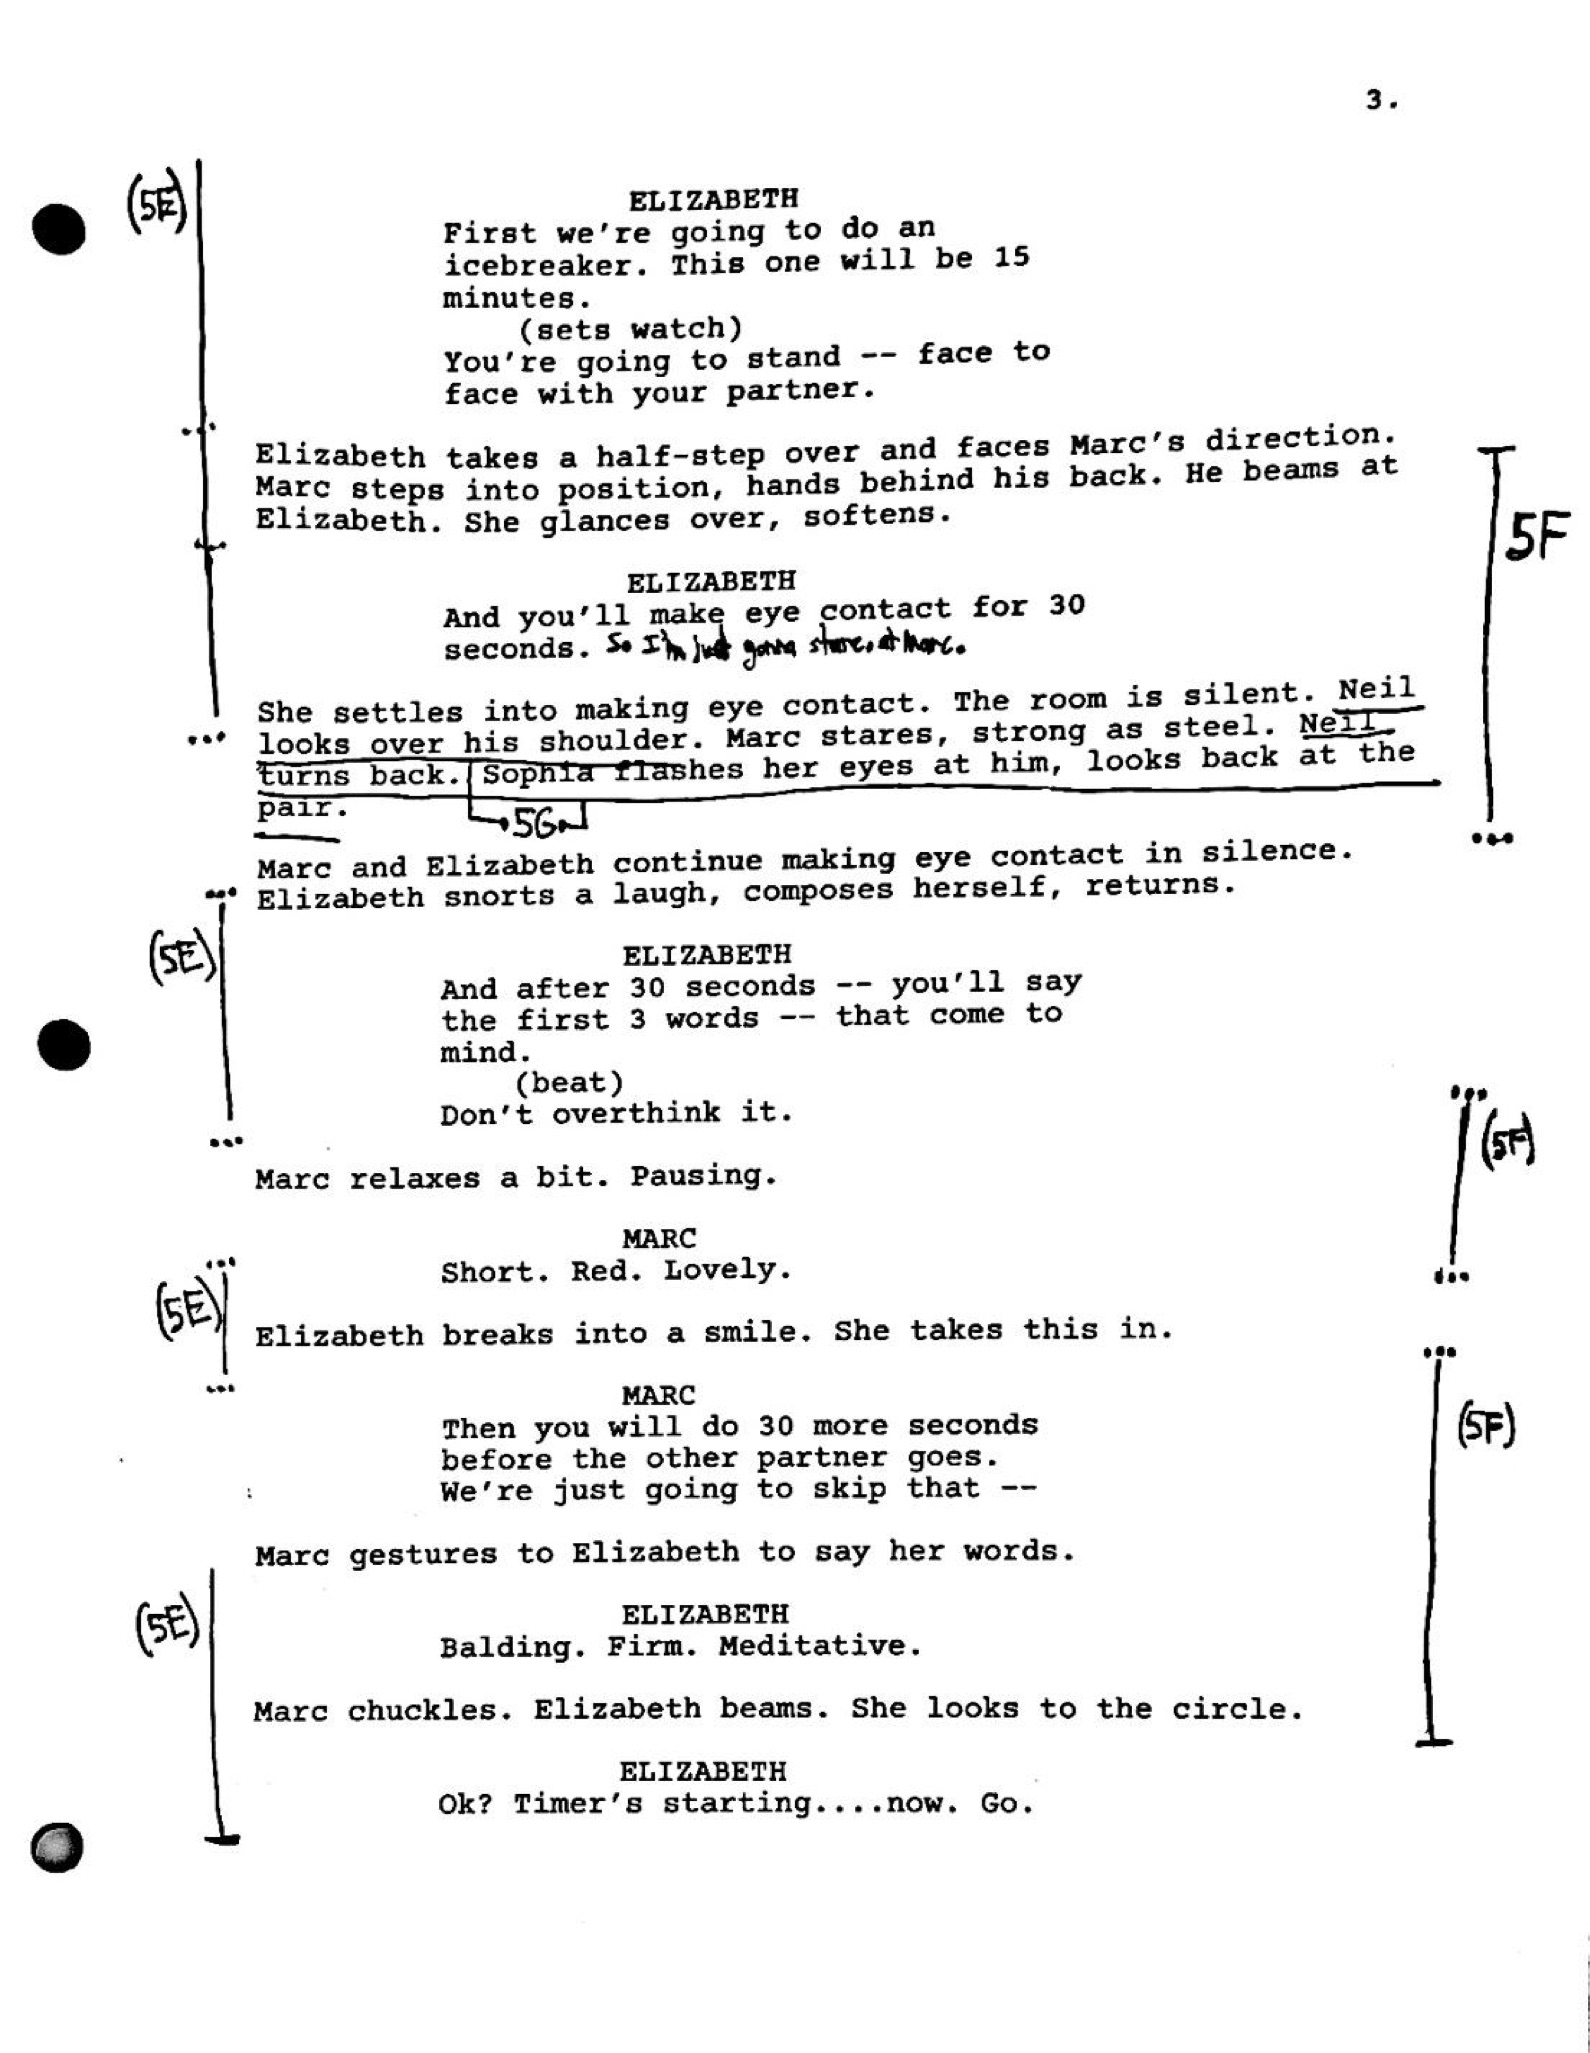 3.
(5E)
ELIZABETH
First we're going to do an
icebreaker. This one will be 15
minutes.
(sets watch)
You're going to stand -- face to
face with your partner.
Elizabeth takes a half-step over and faces Marc's direction.
Marc steps into position, hands behind his back. He beams at
Elizabeth. She glances over, softens.
5F
ELIZABETH
And you'll make eye contact for 30
seconds. So I'm just gonna stare at Marc.
She settles into making eye contact. The room is silent. Neil
looks over his shoulder. Marc stares, strong as steel. Neil
turns back. Sophia flashes her eyes at him, looks back at the
pair.
5G
Marc and Elizabeth continue making eye contact in silence.
Elizabeth snorts a laugh, composes herself, returns.
(5E)
ELIZABETH
And after 30 seconds -- you'll say
the first 3 words -- that come to
mind.
(beat)
Don't overthink it.
(5F)
Marc relaxes a bit. Pausing.
MARC
Short. Red. Lovely.
(5E)
Elizabeth breaks into a smile. She takes this in.
MARC
Then you will do 30 more seconds
before the other partner goes.
We're just going to skip that --
(5F)
Marc gestures to Elizabeth to say her words.
(5E)
ELIZABETH
Balding. Firm. Meditative.
Marc chuckles. Elizabeth beams. She looks to the circle.
ELIZABETH
Ok? Timer's starting....now. Go.